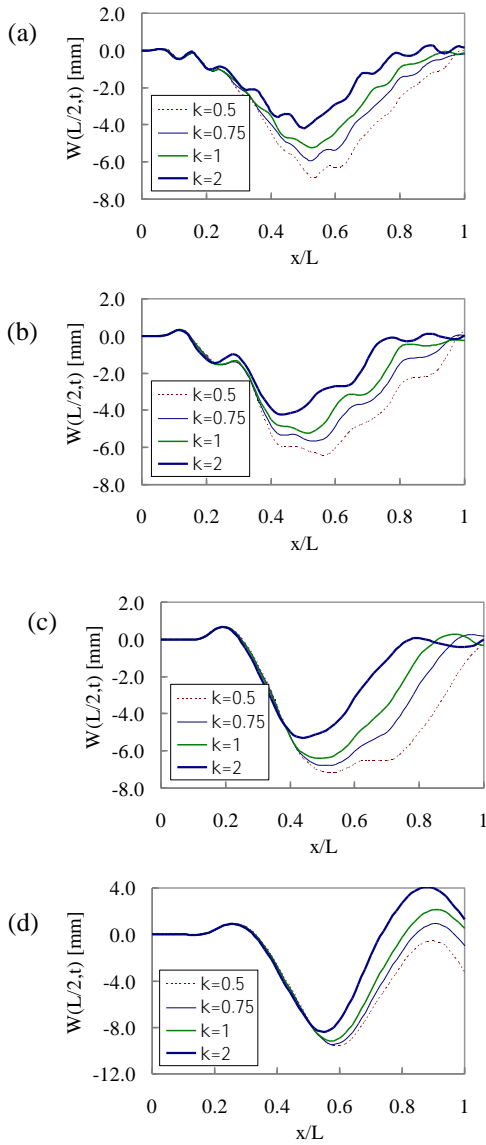 (a)
W(L/2,t) [mm]
2.0
0.0
-2.0
-4.0
-6.0
-8.0
k=0.5
k=0.75
k=1
k=2
0 0.2 0.4 0.6 0.8 1
x/L
(b)
W(L/2,t) [mm]
2.0
0.0
-2.0
-4.0
-6.0
-8.0
k=0.5
k=0.75
k=1
k=2
0 0.2 0.4 0.6 0.8 1
x/L
(c)
W(L/2,t) [mm]
2.0
0.0
-2.0
-4.0
-6.0
-8.0
k=0.5
k=0.75
k=1
k=2
0 0.2 0.4 0.6 0.8 1
x/L
(d)
W(L/2,t) [mm]
4.0
0.0
-4.0
-8.0
-12.0
k=0.5
k=0.75
k=1
k=2
0 0.2 0.4 0.6 0.8 1
x/L